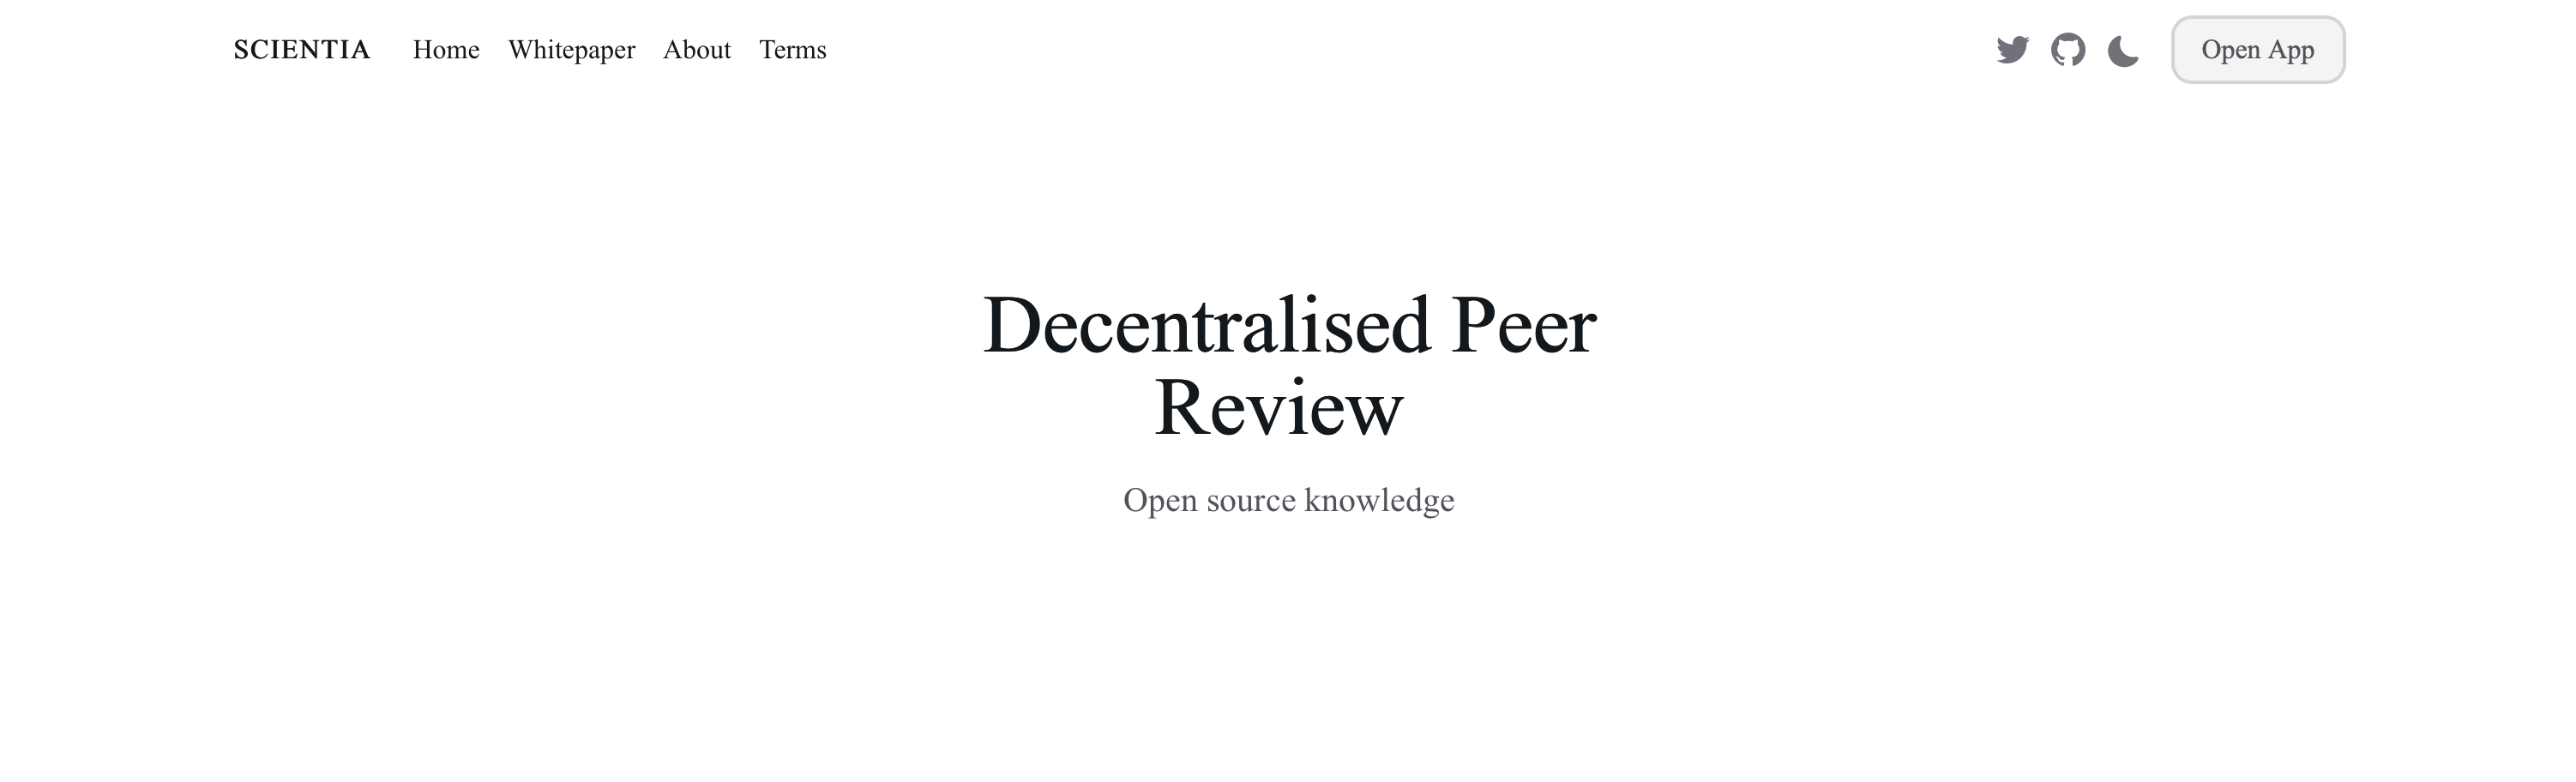 SCIENTIA Home Whitepaper About Terms Open App
Decentralised Peer
Review
Open source knowledge